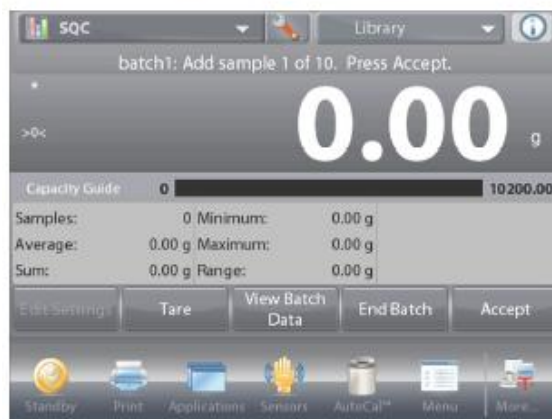 SQC Library
batch1: Add sample 1 of 10. Press Accept.
*
>0<
0.00 g
Capacity Guide 0 10200.00
Samples: 0 Minimum: 0.00 g
Average: 0.00 g Maximum: 0.00 g
Sum: 0.00 g Range: 0.00 g
Edit Settings Tare View Batch Data End Batch Accept
Standby Print Applications Sensors AutoCal™ Menu More...